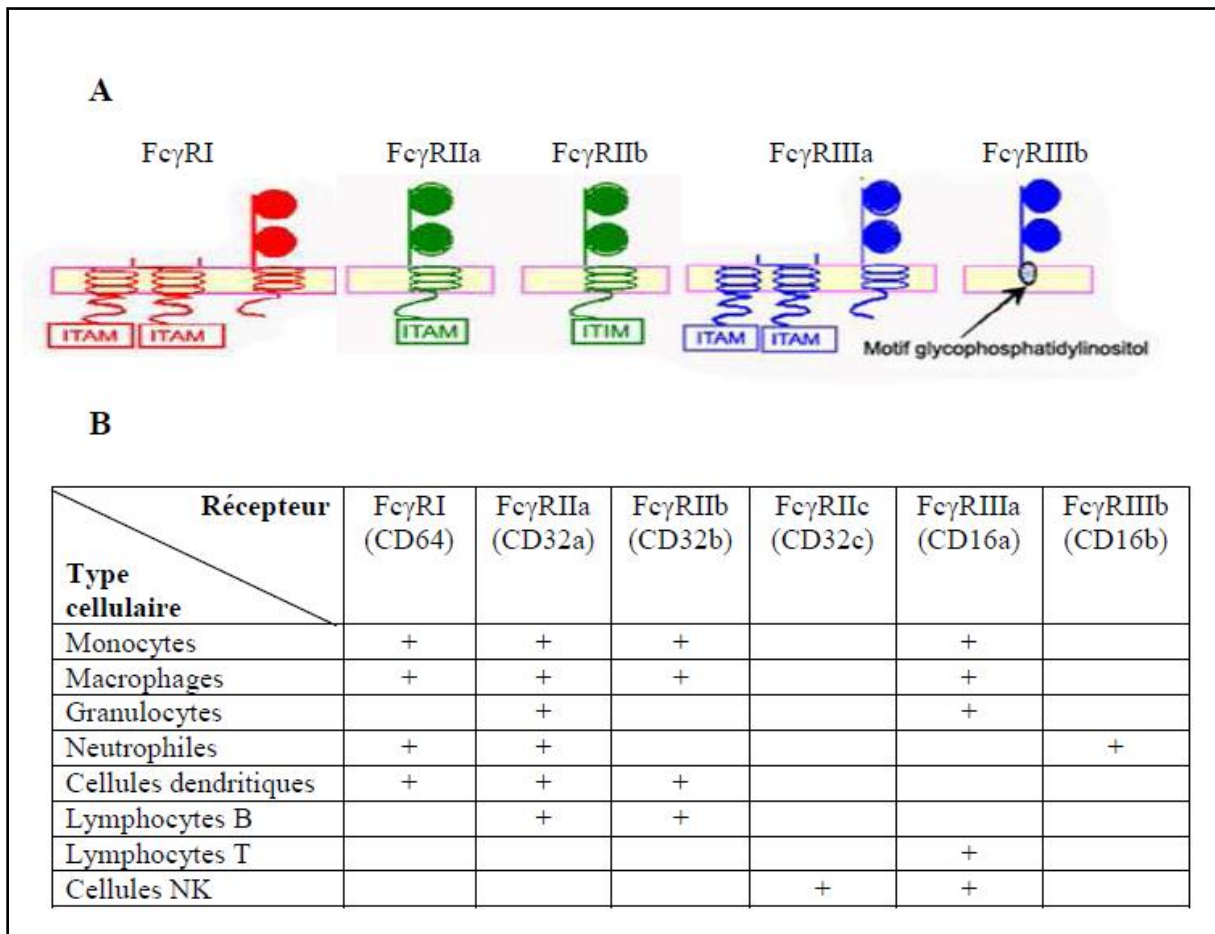 A
FcγRI FcγRIIa FcγRIIb FcγRIIIa FcγRIIIb
ITAM ITAM ITAM ITIM ITAM ITAM
Motif glycophosphatidylinositol
B
Récepteur
Type
cellulaire
FcγRI
(CD64)
FcγRIIa
(CD32a)
FcγRIIb
(CD32b)
FcγRIIc
(CD32c)
FcγRIIIa
(CD16a)
FcγRIIIb
(CD16b)
Monocytes + + + +
Macrophages + + + +
Granulocytes + +
Neutrophiles + + +
Cellules dendritiques + + +
Lymphocytes B + +
Lymphocytes T +
Cellules NK + +